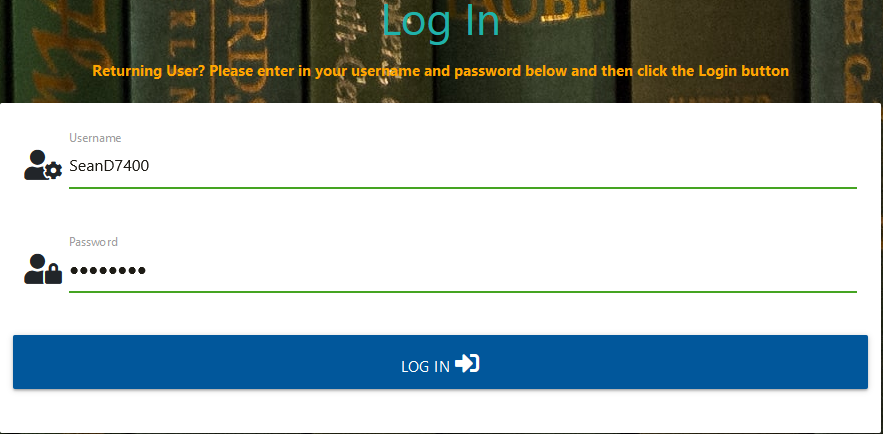 Log In
Returning User? Please enter in your username and password below and then click the Login button
Username
SeanD7400
Password
••••••••
LOG IN